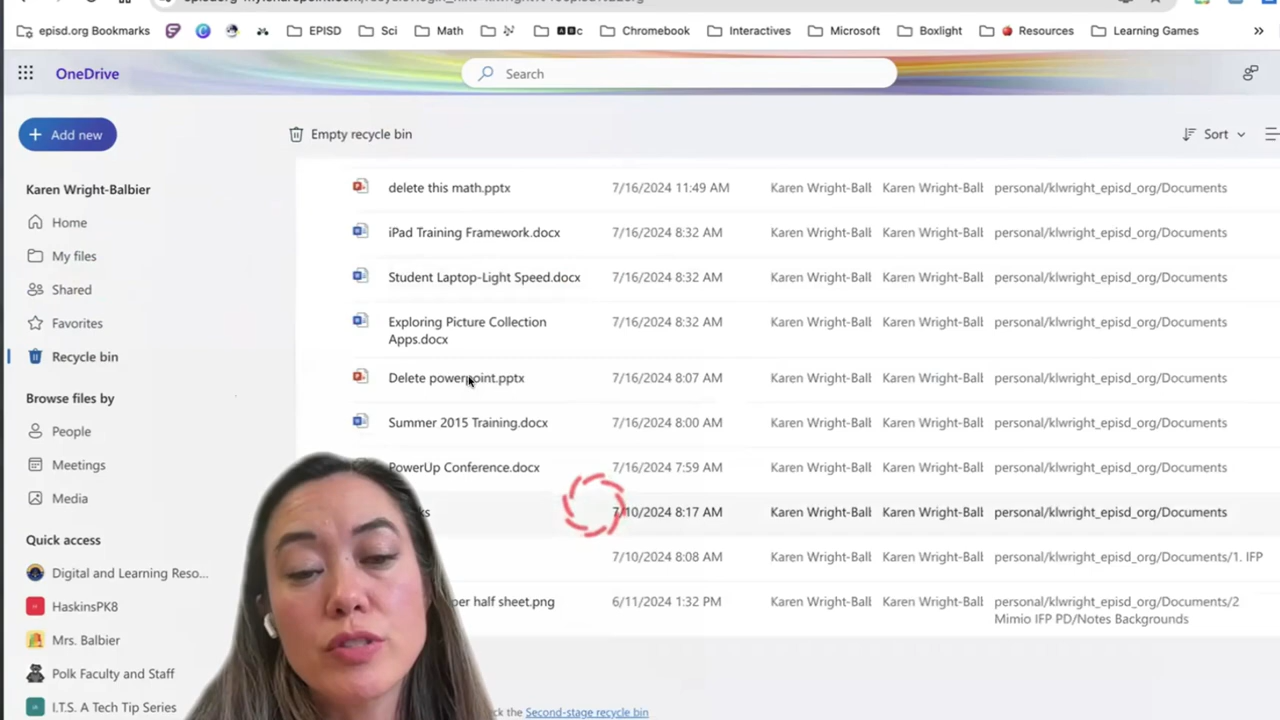 episd.org Bookmarks EPISD Sci Math Chromebook Interactives Microsoft Boxlight Resources Learning Games »
OneDrive Search
+ Add new Empty recycle bin Sort
Karen Wright-Balbier
Home
My files
Shared
Favorites
Recycle bin
Browse files by
People
Meetings
Media
Quick access
Digital and Learning Reso...
HaskinsPK8
Mrs. Balbier
Polk Faculty and Staff
I.T.S. A Tech Tip Series
delete this math.pptx 7/16/2024 11:49 AM Karen Wright-Ball Karen Wright-Ball personal/klwright_episd_org/Documents
iPad Training Framework.docx 7/16/2024 8:32 AM Karen Wright-Ball Karen Wright-Ball personal/klwright_episd_org/Documents
Student Laptop-Light Speed.docx 7/16/2024 8:32 AM Karen Wright-Ball Karen Wright-Ball personal/klwright_episd_org/Documents
Exploring Picture Collection 7/16/2024 8:32 AM Karen Wright-Ball Karen Wright-Ball personal/klwright_episd_org/Documents
Apps.docx
Delete powerpoint.pptx 7/16/2024 8:07 AM Karen Wright-Ball Karen Wright-Ball personal/klwright_episd_org/Documents
Summer 2015 Training.docx 7/16/2024 8:00 AM Karen Wright-Ball Karen Wright-Ball personal/klwright_episd_org/Documents
PowerUp Conference.docx 7/16/2024 7:59 AM Karen Wright-Ball Karen Wright-Ball personal/klwright_episd_org/Documents
7/10/2024 8:17 AM Karen Wright-Ball Karen Wright-Ball personal/klwright_episd_org/Documents
7/10/2024 8:08 AM Karen Wright-Ball Karen Wright-Ball personal/klwright_episd_org/Documents/1. IFP
half sheet.png 6/11/2024 1:32 PM Karen Wright-Ball Karen Wright-Ball personal/klwright_episd_org/Documents/2
Mimio IFP PD/Notes Backgrounds
the Second-stage recycle bin